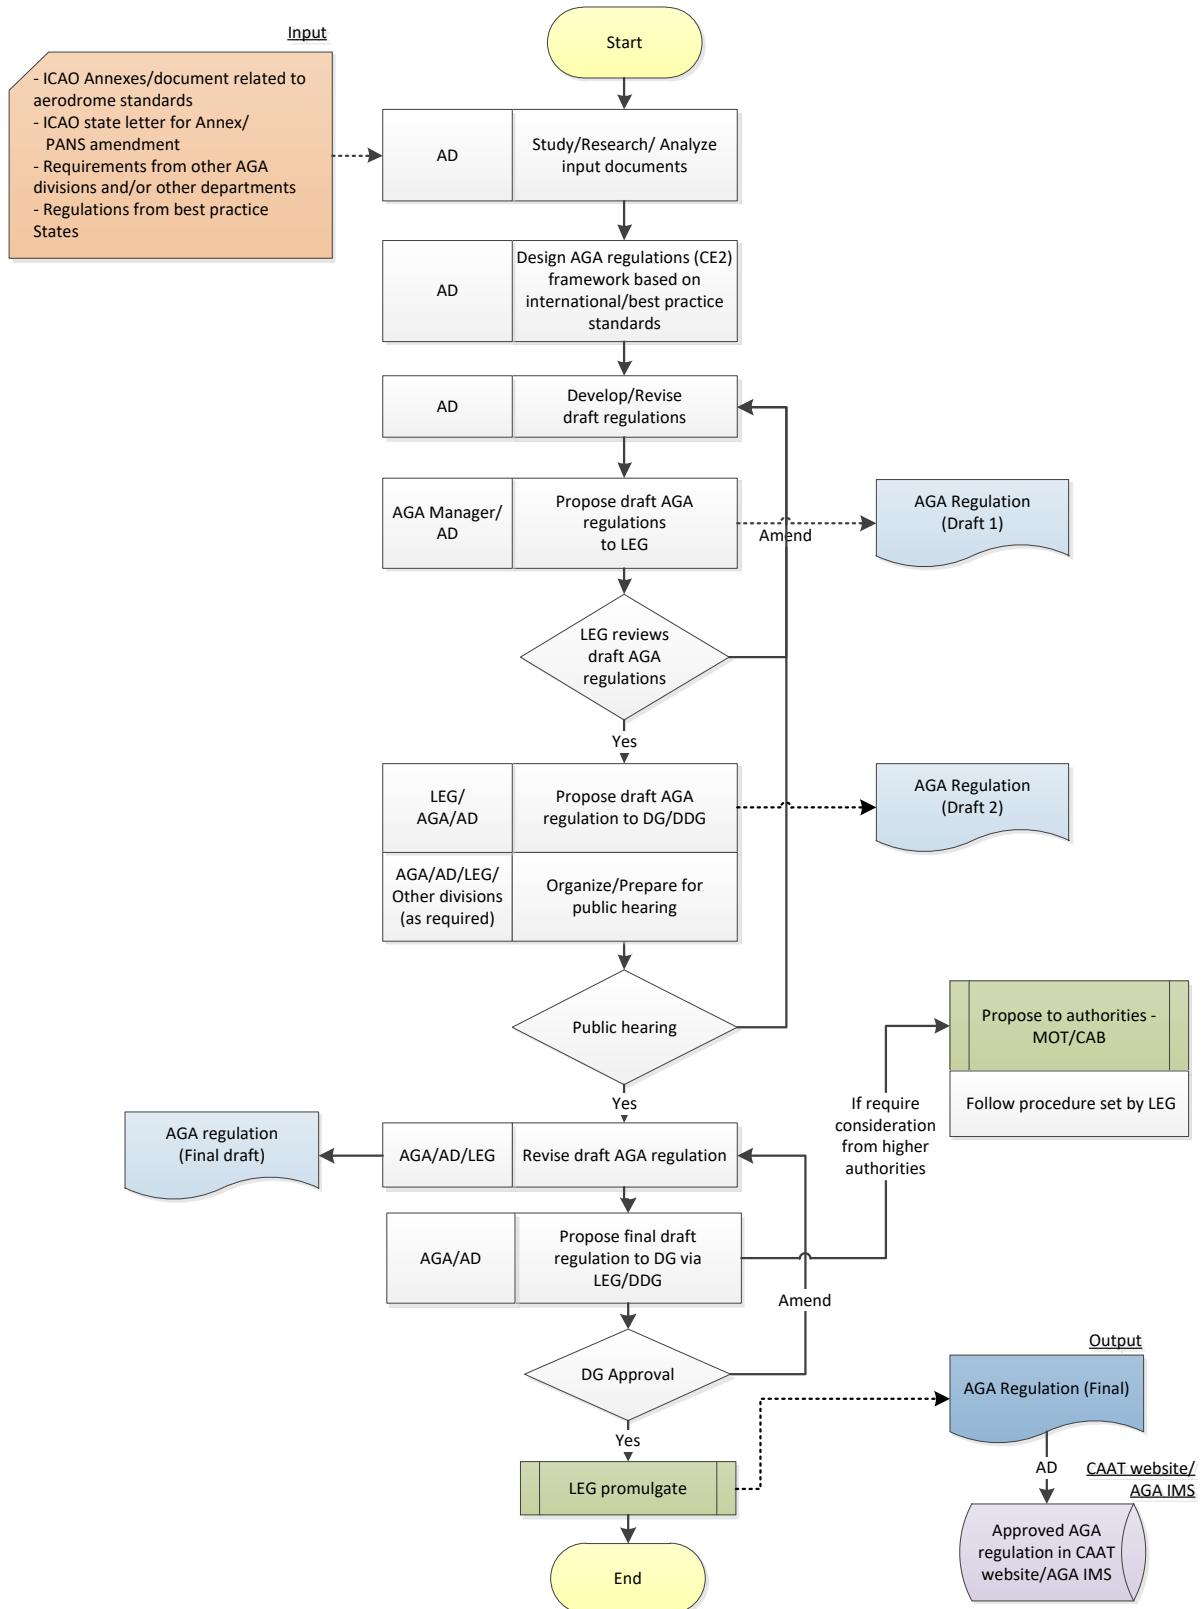 Input
Start
- ICAO Annexes/document related to
aerodrome standards
- ICAO state letter for Annex/
PANS amendment
- Requirements from other AGA
divisions and/or other departments
- Regulations from best practice
States
AD
Study/Research/ Analyze
input documents
AD
Design AGA regulations (CE2)
framework based on
international/best practice
standards
AD
Develop/Revise
draft regulations
AGA Manager/
AD
Propose draft AGA
regulations
to LEG
Amend
AGA Regulation
(Draft 1)
LEG reviews
draft AGA
regulations
Yes
LEG/
AGA/AD
Propose draft AGA
regulation to DG/DDG
AGA Regulation
(Draft 2)
AGA/AD/LEG/
Other divisions
(as required)
Organize/Prepare for
public hearing
Public hearing
Propose to authorities -
MOT/CAB
Follow procedure set by LEG
Yes
If require
consideration
from higher
authorities
AGA regulation
(Final draft)
AGA/AD/LEG
Revise draft AGA regulation
AGA/AD
Propose final draft
regulation to DG via
LEG/DDG
Amend
DG Approval
Output
AGA Regulation (Final)
Yes
AD
CAAT website/
AGA IMS
LEG promulgate
Approved AGA
regulation in CAAT
website/AGA IMS
End